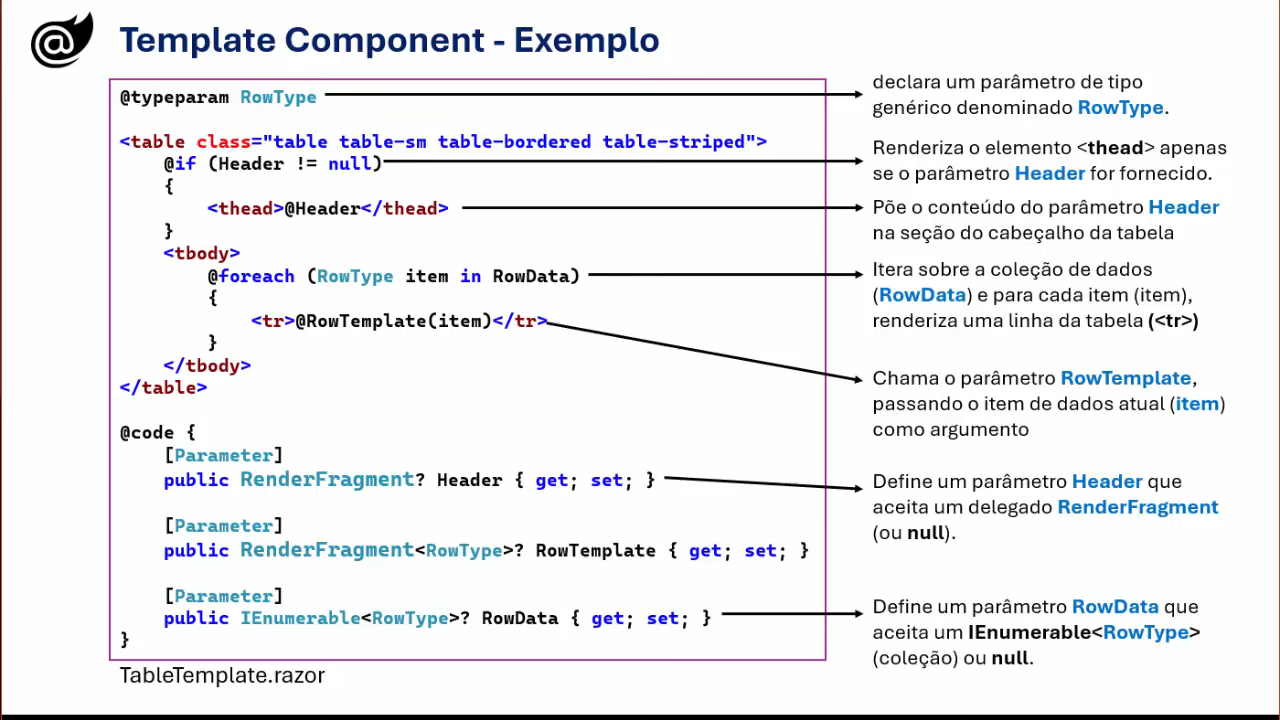 Template Component - Exemplo
@typeparam RowType
<table class="table table-sm table-bordered table-striped">
@if (Header != null)
{
<thead>@Header</thead>
}
<tbody>
@foreach (RowType item in RowData)
{
<tr>@RowTemplate(item)</tr>
}
</tbody>
</table>
@code {
[Parameter]
public RenderFragment? Header { get; set; }
[Parameter]
public RenderFragment<RowType>? RowTemplate { get; set; }
[Parameter]
public IEnumerable<RowType>? RowData { get; set; }
}
TableTemplate.razor
declara um parâmetro de tipo
genérico denominado RowType.
Renderiza o elemento <thead> apenas
se o parâmetro Header for fornecido.
Põe o conteúdo do parâmetro Header
na seção do cabeçalho da tabela
Itera sobre a coleção de dados
(RowData) e para cada item (item),
renderiza uma linha da tabela (<tr>)
Chama o parâmetro RowTemplate,
passando o item de dados atual (item)
como argumento
Define um parâmetro Header que
aceita um delegado RenderFragment
(ou null).
Define um parâmetro RowData que
aceita um IEnumerable<RowType>
(coleção) ou null.